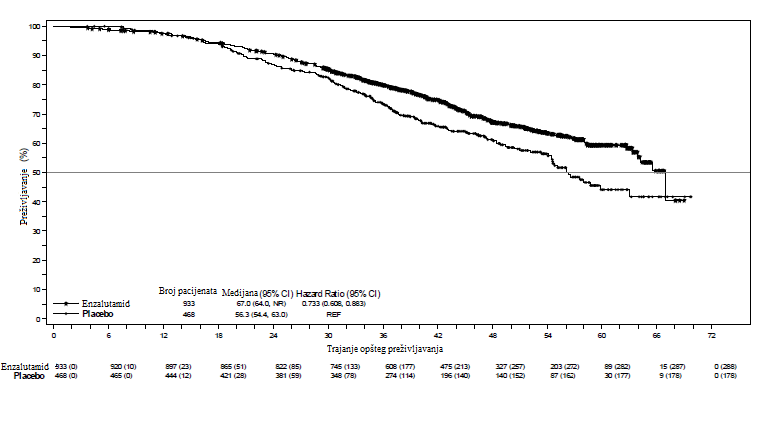 100
90
80
70
60
50
40
30
20
10
0
Preživljavanje (%)
Broj pacijenata Medijana (95% CI) Hazard Ratio (95% CI)
Enzalutamid 933 67.0 (64.0, NR) 0.733 (0.608, 0.883)
Placebo 468 56.3 (54.4, 63.0) REF
0 6 12 18 24 30 36 42 48 54 60 66 72
Trajanje opšteg preživljavanja
Enzalutamid 933 (0) 920 (10) 897 (23) 865 (51) 822 (85) 745 (133) 608 (177) 475 (213) 327 (257) 203 (272) 89 (282) 15 (287) 0 (288)
Placebo 468 (0) 465 (0) 444 (12) 421 (28) 381 (59) 348 (78) 274 (114) 196 (140) 140 (152) 87 (162) 30 (177) 9 (178) 0 (178)